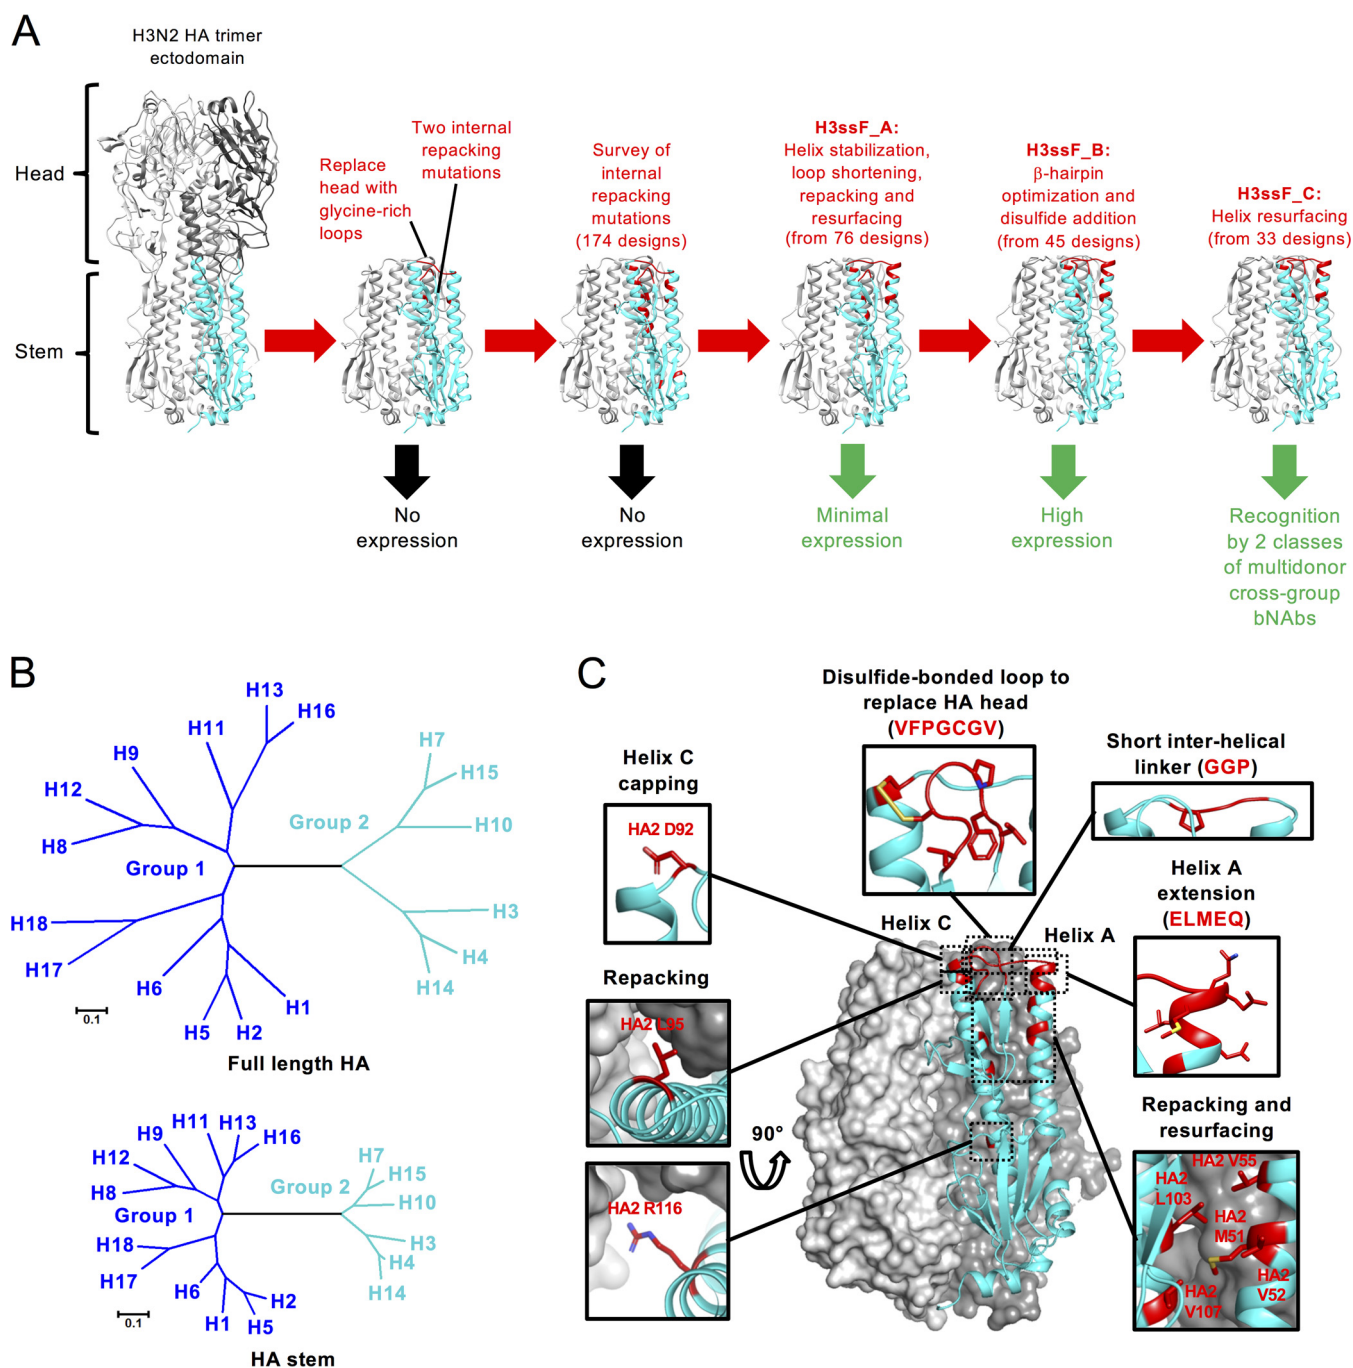 A
H3N2 HA trimer
ectodomain
Head
Stem
Replace
head with
glycine-rich
loops
Two internal
repacking
mutations
Survey of
internal
repacking
mutations
(174 designs)
H3ssF_A:
Helix stabilization,
loop shortening,
repacking and
resurfacing
(from 76 designs)
H3ssF_B:
β-hairpin
optimization and
disulfide addition
(from 45 designs)
H3ssF_C:
Helix resurfacing
(from 33 designs)
No
expression
No
expression
Minimal
expression
High
expression
Recognition
by 2 classes
of multidonor
cross-group
bNAbs
B
H13
H16
H11
H9
H12
H8
Group 1
H18
H17
H6
H5
H2
H1
Group 2
H7
H15
H10
H3
H4
H14
0.1
Full length HA
H11
H13
H16
H9
H12
H8
Group 1
H18
H17
H6
H1
H5
H2
Group 2
H7
H15
H10
H3
H4
H14
0.1
HA stem
C
Disulfide-bonded loop to
replace HA head
(VFPGCGV)
Helix C
capping
HA2 D92
Short inter-helical
linker (GGP)
Helix A
extension
(ELMEQ)
Helix C
Helix A
Repacking
HA2 L95
HA2 R116
90°
Repacking and
resurfacing
HA2 V55
HA2
L103
HA2
M51
HA2
V52
HA2
V107